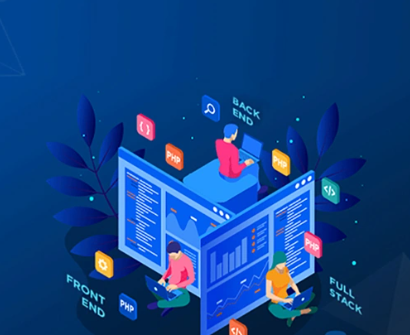 BACK
END
{ }
PHP
PHP
</>
PHP
FRONT
END
PHP
FULL
STACK
</>